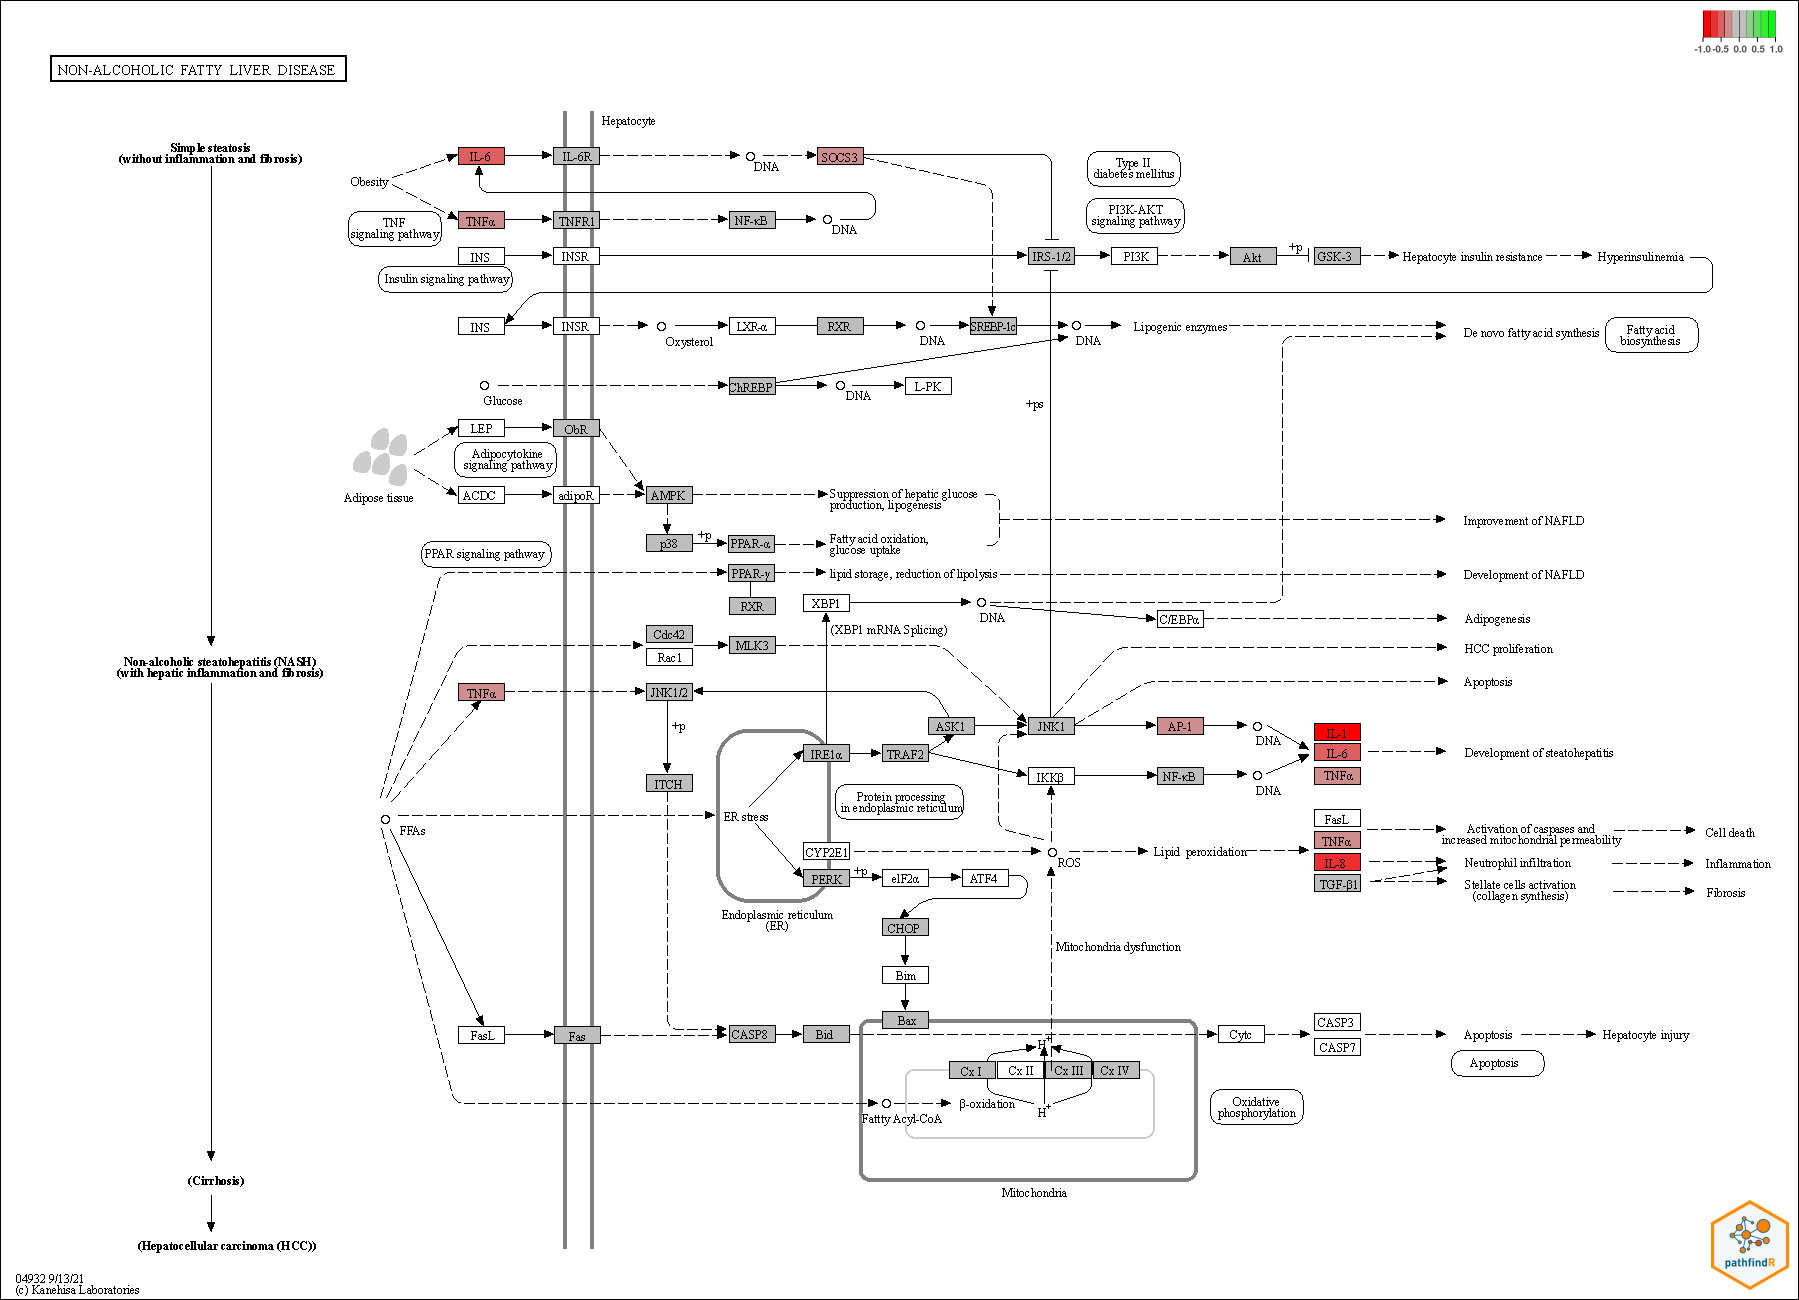 -1.0 -0.5 0.0 0.5 1.0
NON-ALCOHOLIC FATTY LIVER DISEASE
Hepatocyte
Simple steatosis
(without inflammation and fibrosis)
Obesity
IL-6
IL-6R
DNA
SOCS3
Type II
diabetes mellitus
TNF
signaling pathway
TNFα
TNFR1
NF-κB
DNA
PI3K-AKT
signaling pathway
INS
INSR
IRS-1/2
PI3K
Akt
+p
GSK-3
Hepatocyte insulin resistance
Hyperinsulinemia
Insulin signaling pathway
INS
INSR
Oxysterol
LXR-α
RXR
DNA
SREBP-1c
DNA
Lipogenic enzymes
De novo fatty acid synthesis
Fatty acid
biosynthesis
Glucose
ChREBP
DNA
L-PK
+ps
LEP
ObR
Adipocytokine
signaling pathway
Adipose tissue
ACDC
adipoR
AMPK
Suppression of hepatic glucose
production, lipogenesis
Improvement of NAFLD
p38
+p
PPAR-α
Fatty acid oxidation,
glucose uptake
PPAR signaling pathway
PPAR-γ
lipid storage, reduction of lipolysis
Development of NAFLD
RXR
XBP1
DNA
(XBP1 mRNA Splicing)
C/EBPα
Adipogenesis
Cdc42
Rac1
MLK3
HCC proliferation
Non-alcoholic steatohepatitis (NASH)
(with hepatic inflammation and fibrosis)
Apoptosis
TNFα
JNK1/2
+p
ASK1
JNK1
AP-1
DNA
IL-1
IL-6
TNFα
Development of steatohepatitis
IRE1α
TRAF2
IKKβ
NF-κB
DNA
ITCH
Protein processing
in endoplasmic reticulum
ER stress
FFAs
FasL
TNFα
IL-8
TGF-β1
Activation of caspases and
increased mitochondrial permeability
Cell death
CYP2E1
ROS
Lipid peroxidation
Neutrophil infiltration
Inflammation
PERK
+p
eIF2α
ATF4
Stellate cells activation
(collagen synthesis)
Fibrosis
Endoplasmic reticulum
(ER)
CHOP
Mitochondria dysfunction
Bim
Bax
FasL
Fas
CASP8
Bid
Cytc
CASP3
CASP7
Apoptosis
Hepatocyte injury
Apoptosis
H+
Cx I
Cx II
Cx III
Cx IV
β-oxidation
H+
Fattty Acyl-CoA
Oxidative
phosphorylation
Mitochondria
(Cirrhosis)
(Hepatocellular carcinoma (HCC))
04932 9/13/21
(c) Kanehisa Laboratories
pathfindR